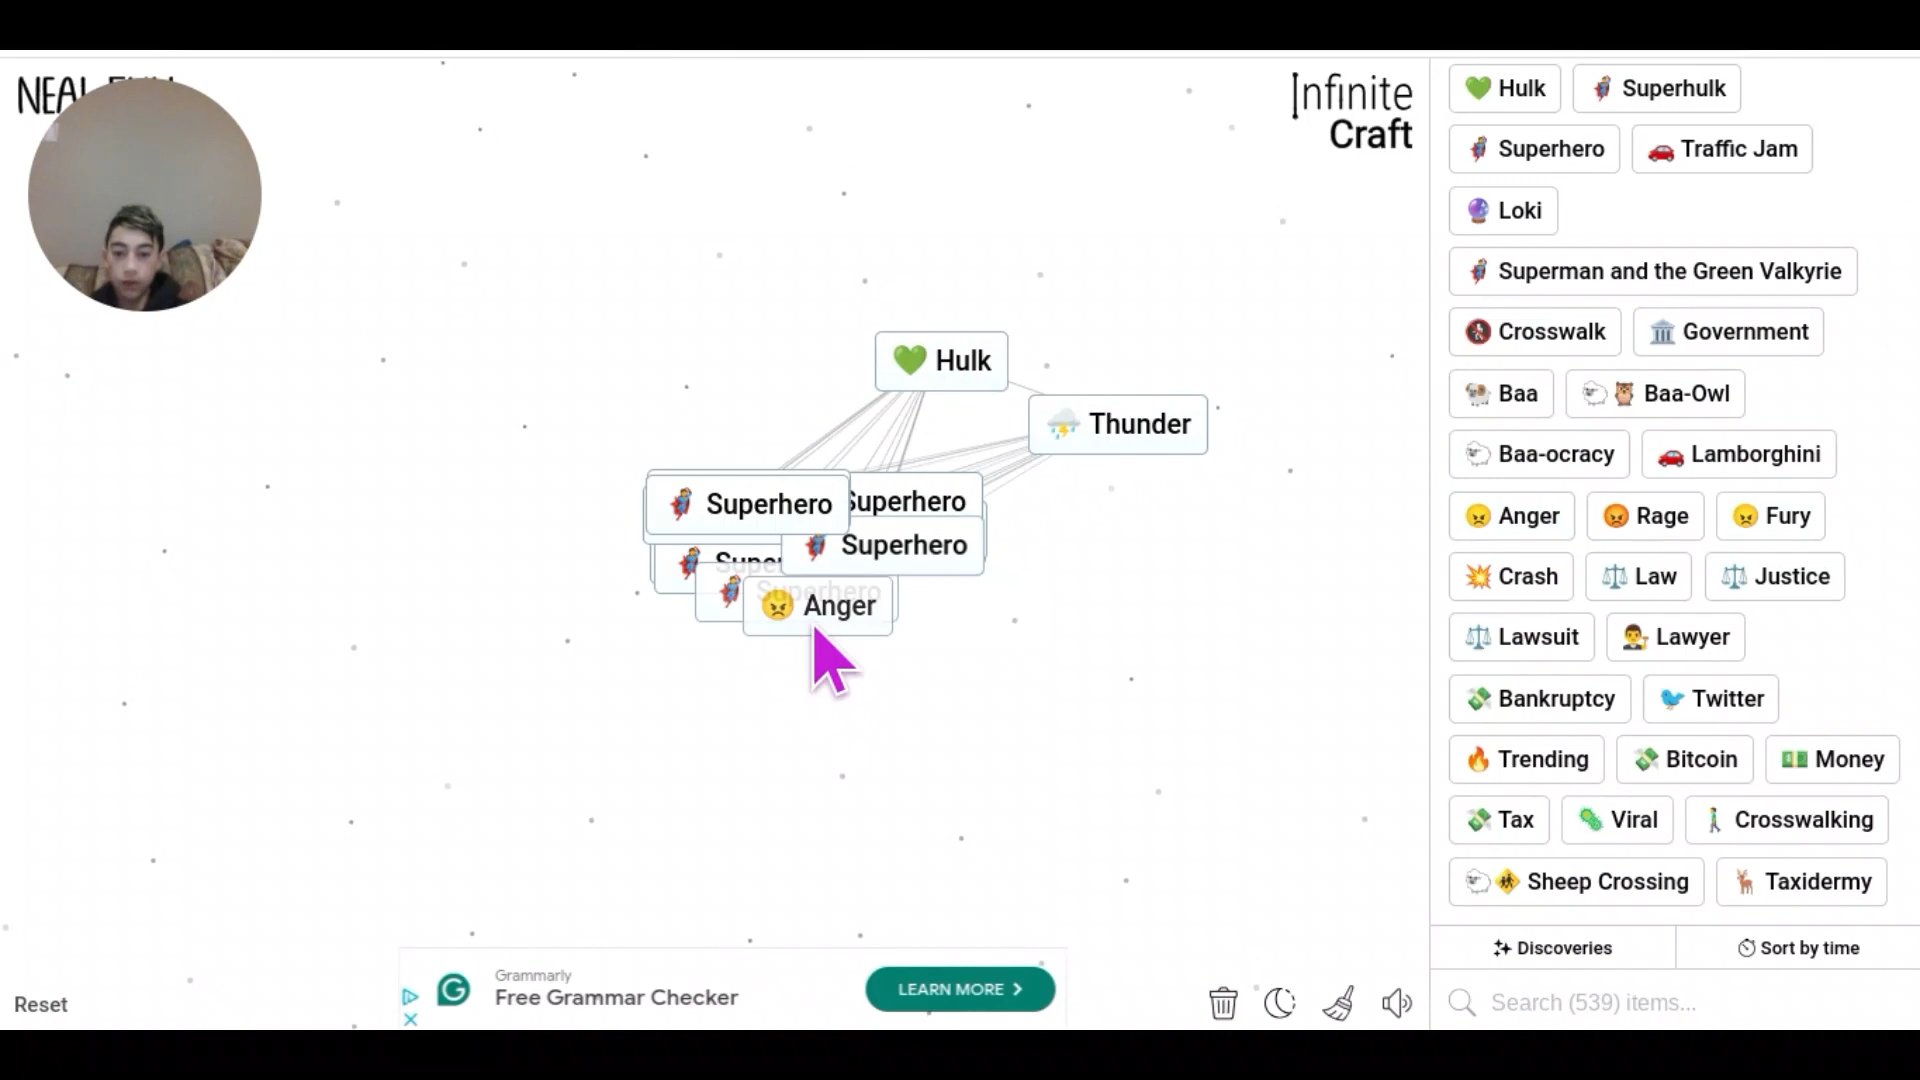 NEAL.FUN
Infinite
Craft
Hulk
Thunder
Superhero
Superhero
Superhero
Superhero
Anger
Hulk
Superhulk
Superhero
Traffic Jam
Loki
Superman and the Green Valkyrie
Crosswalk
Government
Baa
Baa-Owl
Baa-ocracy
Lamborghini
Anger
Rage
Fury
Crash
Law
Justice
Lawsuit
Lawyer
Bankruptcy
Twitter
Trending
Bitcoin
Money
Tax
Viral
Crosswalking
Sheep Crossing
Taxidermy
Discoveries
Sort by time
Search (539) items...
Grammarly
Free Grammar Checker
LEARN MORE
Reset